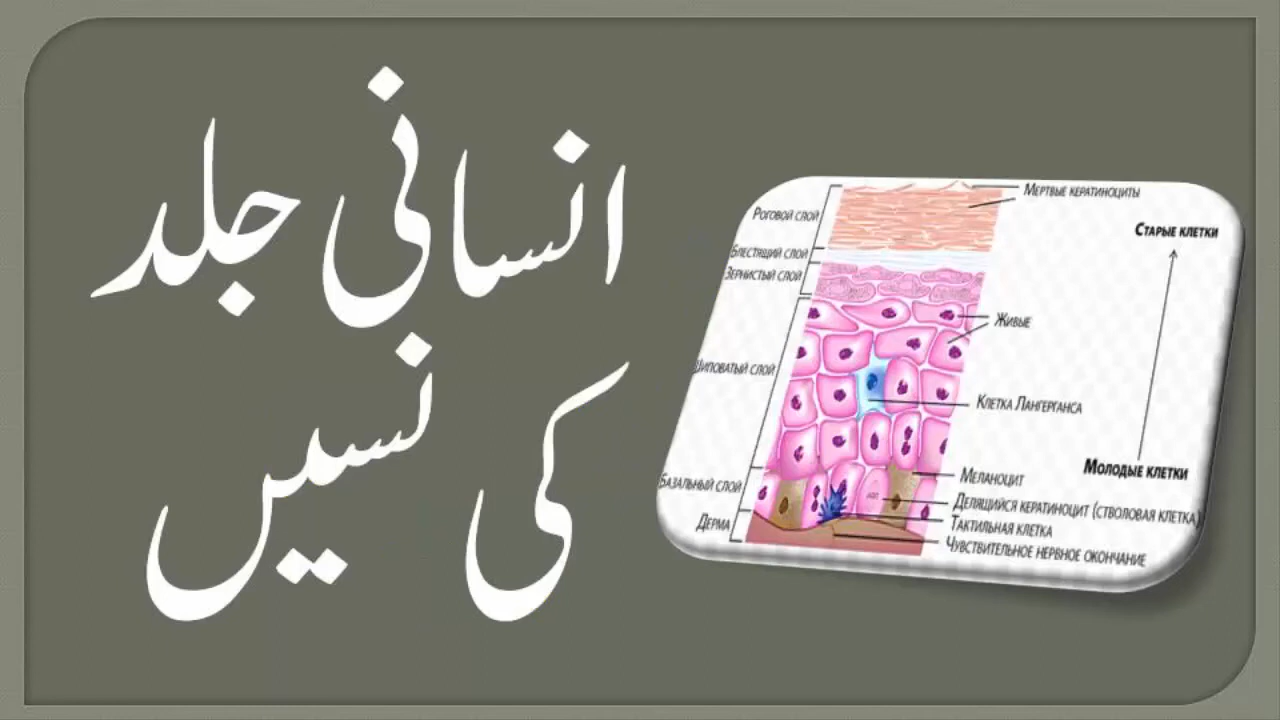 انسانی جلد
کی نسیں
Мертвые кератиноциты
Роговой слой
Старые клетки
Блестящий слой
Зернистый слой
Живые
Шиповатый слой
Клетка Лангерганса
Молодые клетки
Меланоцит
Базальный слой
Делящийся кератиноцит (стволовая клетка)
Дерма
Тактильная клетка
Чувствительное нервное окончание